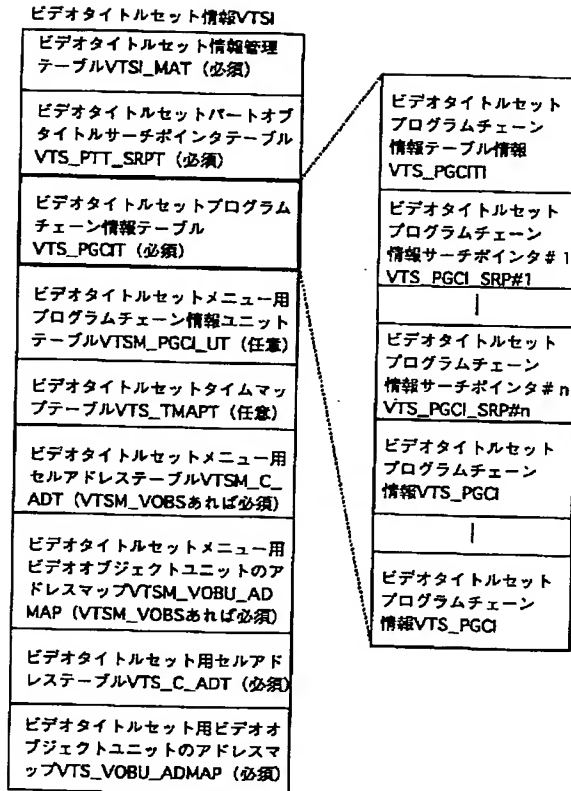 ビデオタイトルセット情報VTSI
ビデオタイトルセット情報管理
テーブルVTSI_MAT（必須）
ビデオタイトルセットパートオブ
タイトルサーチポインタテーブル
VTS_PTT_SRPT（必須）
ビデオタイトルセットプログラム
チェーン情報テーブル
VTS_PGCIT（必須）
ビデオタイトルセットメニュー用
プログラムチェーン情報ユニット
テーブルVTSM_PGCI_UT（任意）
ビデオタイトルセットタイムマッ
プテーブルVTS_TMAPT（任意）
ビデオタイトルセットメニュー用
セルアドレステーブルVTSM_C_
ADT（VTSM_VOBSあれば必須）
ビデオタイトルセットメニュー用
ビデオオブジェクトユニットのア
ドレスマップVTSM_VOBU_AD
MAP（VTSM_VOBSあれば必須）
ビデオタイトルセット用セルアド
レステーブルVTS_C_ADT（必須）
ビデオタイトルセット用ビデオオ
ブジェクトユニットのアドレスマ
ップVTS_VOBU_ADMAP（必須）
ビデオタイトルセット
プログラムチェーン
情報テーブル情報
VTS_PGCITI
ビデオタイトルセット
プログラムチェーン
情報サーチポインタ＃1
VTS_PGCI_SRP#1
ビデオタイトルセット
プログラムチェーン
情報サーチポインタ＃n
VTS_PGCI_SRP#n
ビデオタイトルセット
プログラムチェーン
情報VTS_PGCI
ビデオタイトルセット
プログラムチェーン
情報VTS_PGCI